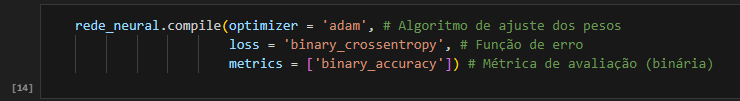 rede_neural.compile(optimizer = 'adam', # Algoritmo de ajuste dos pesos
loss = 'binary_crossentropy', # Função de erro
metrics = ['binary_accuracy']) # Métrica de avaliação (binária)
[14]